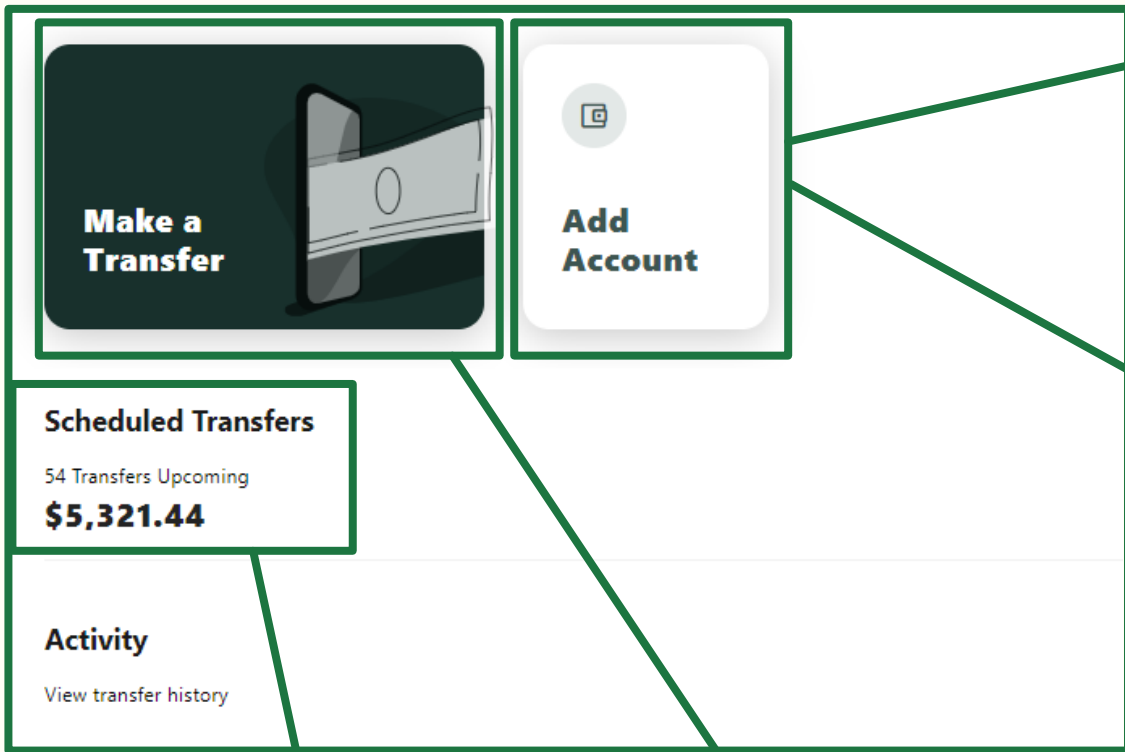 Make a
Transfer
Add
Account
Scheduled Transfers
54 Transfers Upcoming
$5,321.44
Activity
View transfer history